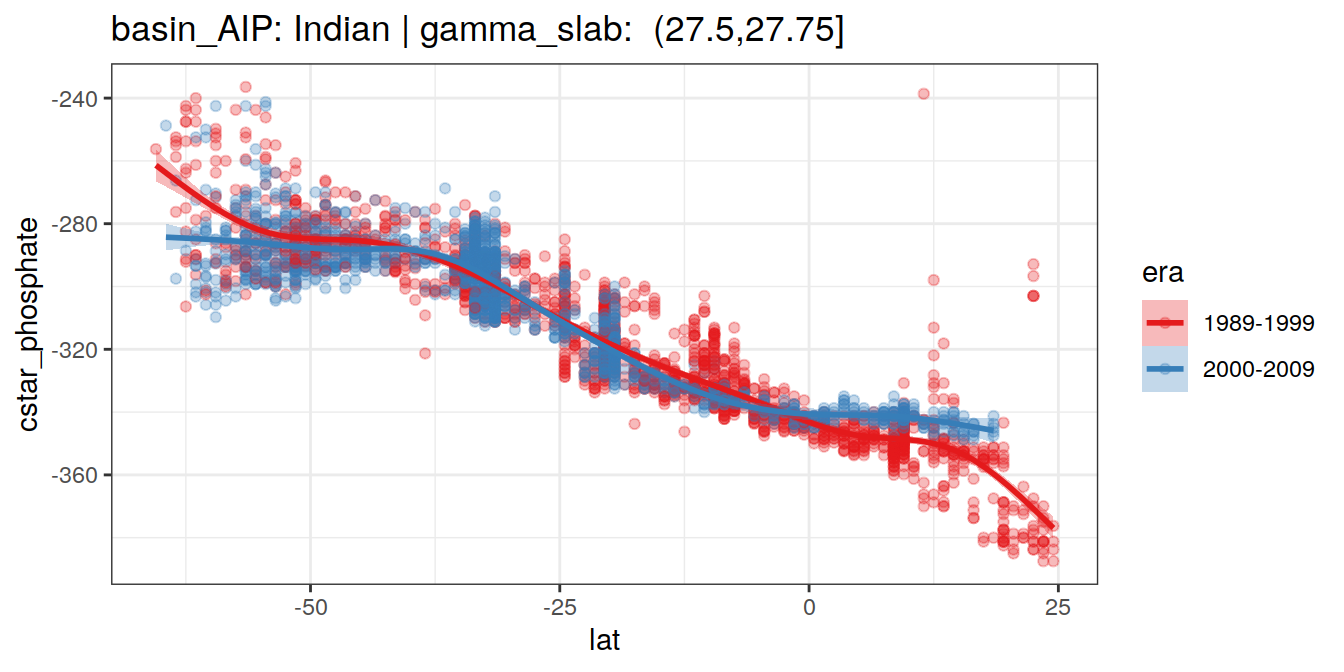 basin_AIP: Indian | gamma_slab:  (27.5,27.75]
cstar_phosphate
-240
-280
-320
-360
-50
-25
0
25
lat
era
1989-1999
2000-2009